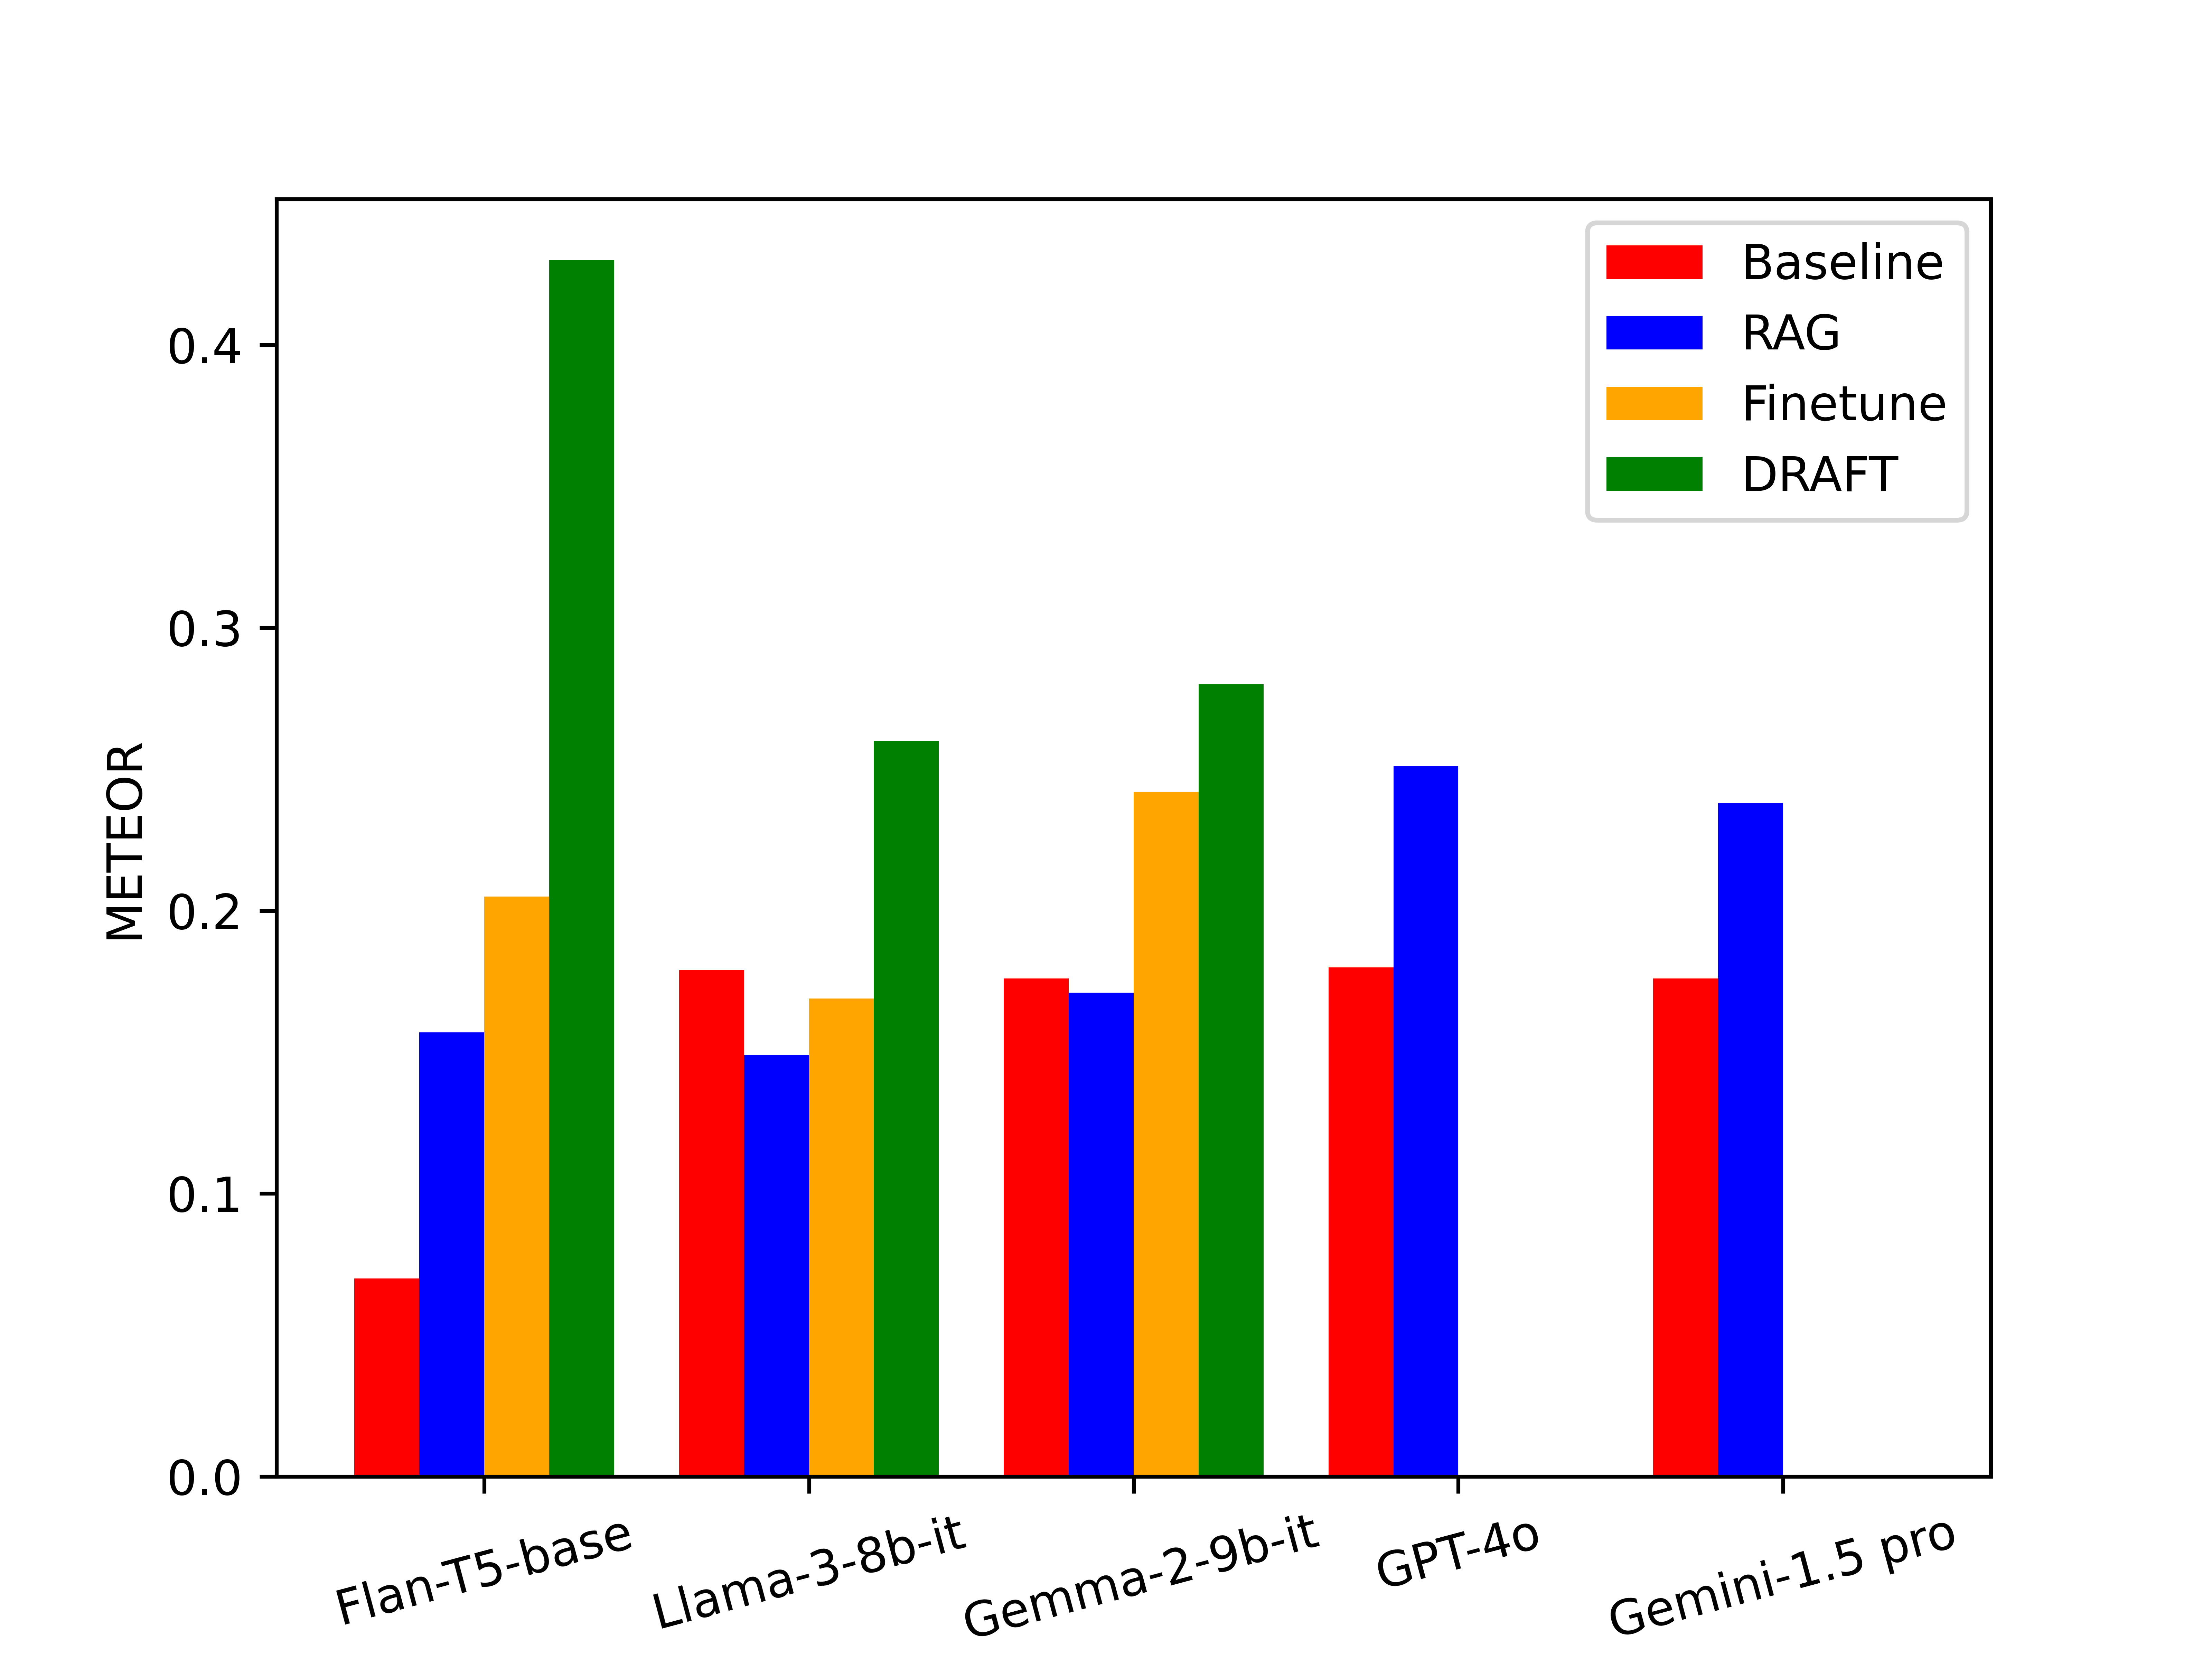 Baseline
RAG
Finetune
DRAFT
METEOR
0.4
0.3
0.2
0.1
0.0
Flan-T5-base
Llama-3-8b-it
Gemma-2-9b-it
GPT-4o
Gemini-1.5 pro